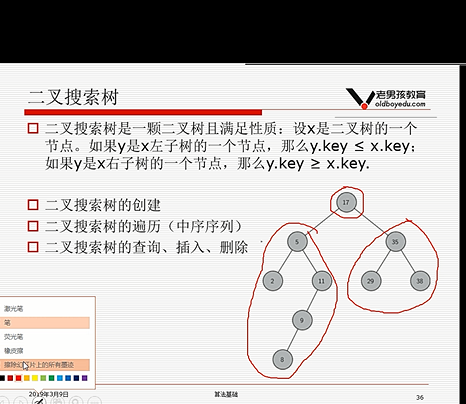 二叉搜索树
老男孩教育
oldboyedu.com
二叉搜索树是一颗二叉树且满足性质：设x是二叉树的一个
节点。如果y是x左子树的一个节点，那么y.key ≤ x.key；
如果y是x右子树的一个节点，那么y.key ≥ x.key.
二叉搜索树的创建
二叉搜索树的遍历（中序序列）
二叉搜索树的查询、插入、删除
17
5
35
2
11
29
38
9
8
激光笔
笔
荧光笔
橡皮擦
擦除幻灯片上的所有墨迹
2019年3月9日
算法基础
36